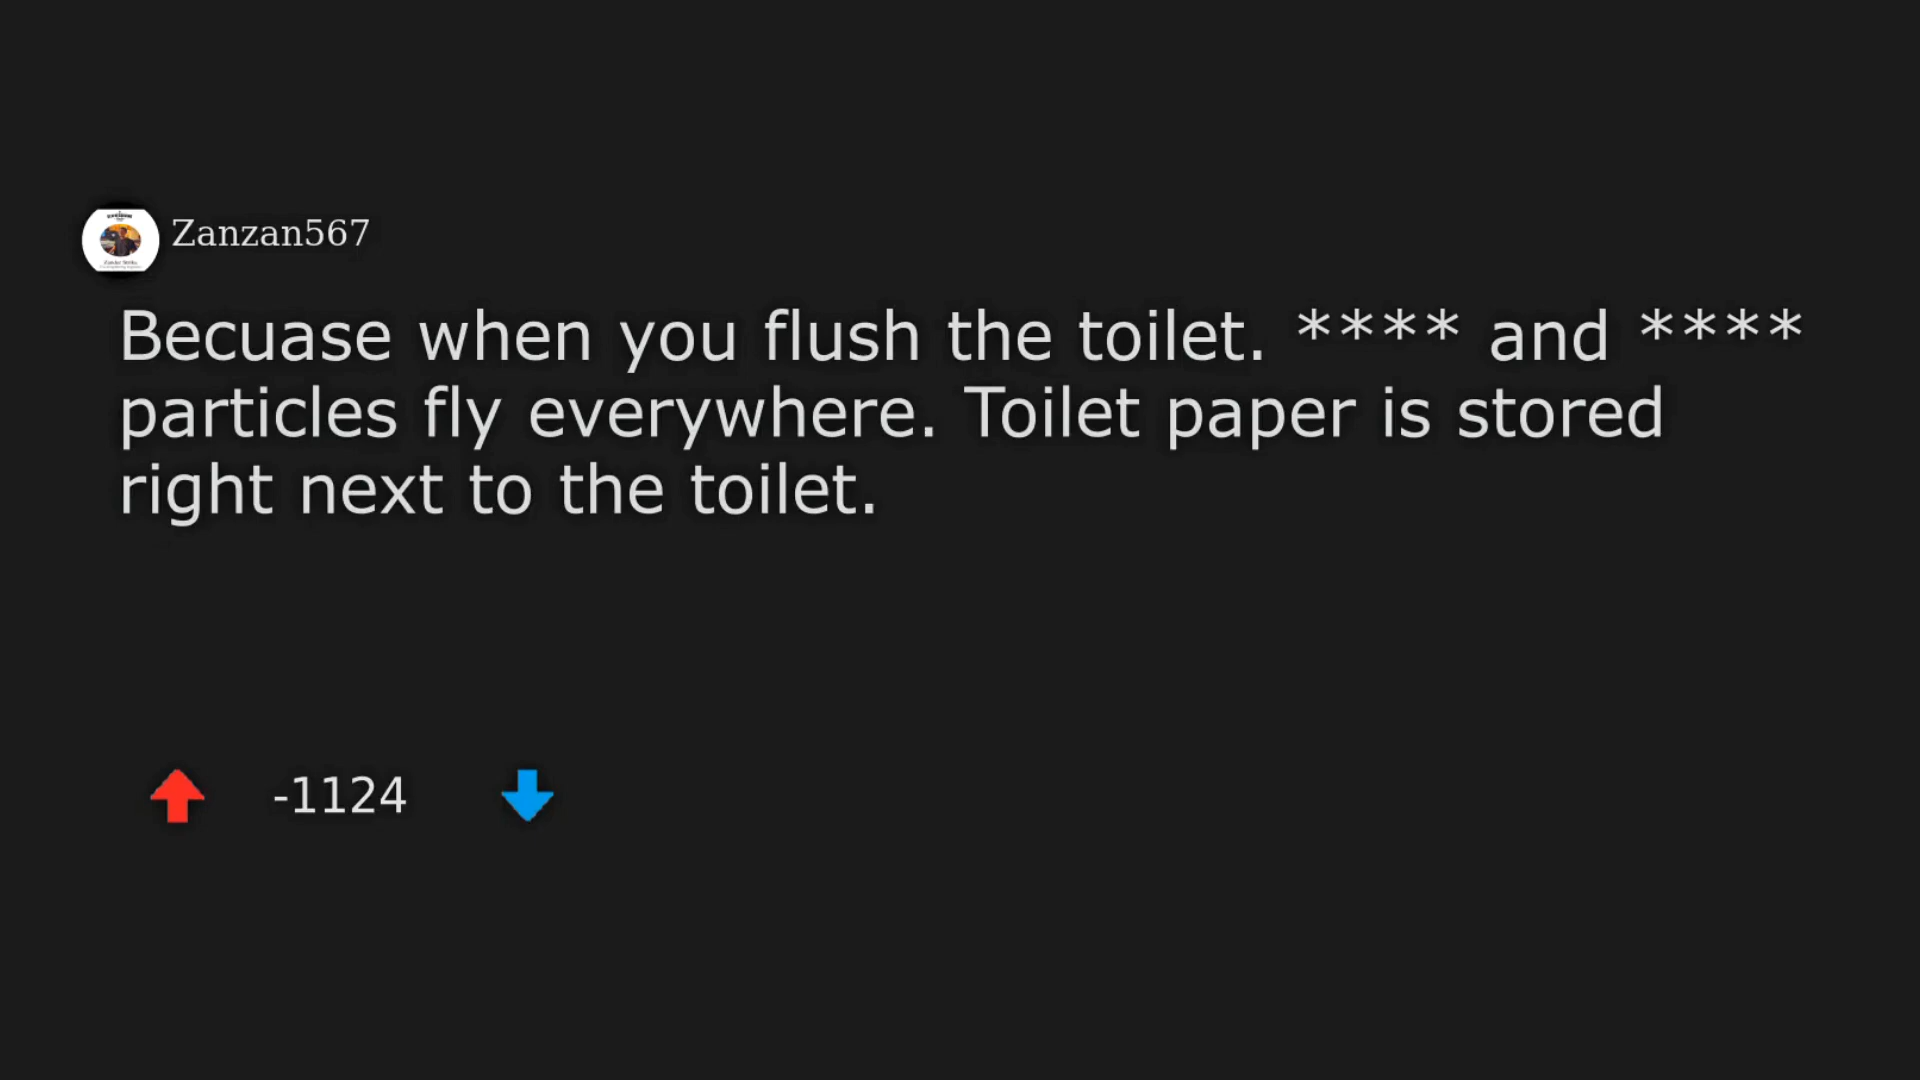 Zanzan567
Becuase when you flush the toilet. **** and ****
particles fly everywhere. Toilet paper is stored
right next to the toilet.
-1124